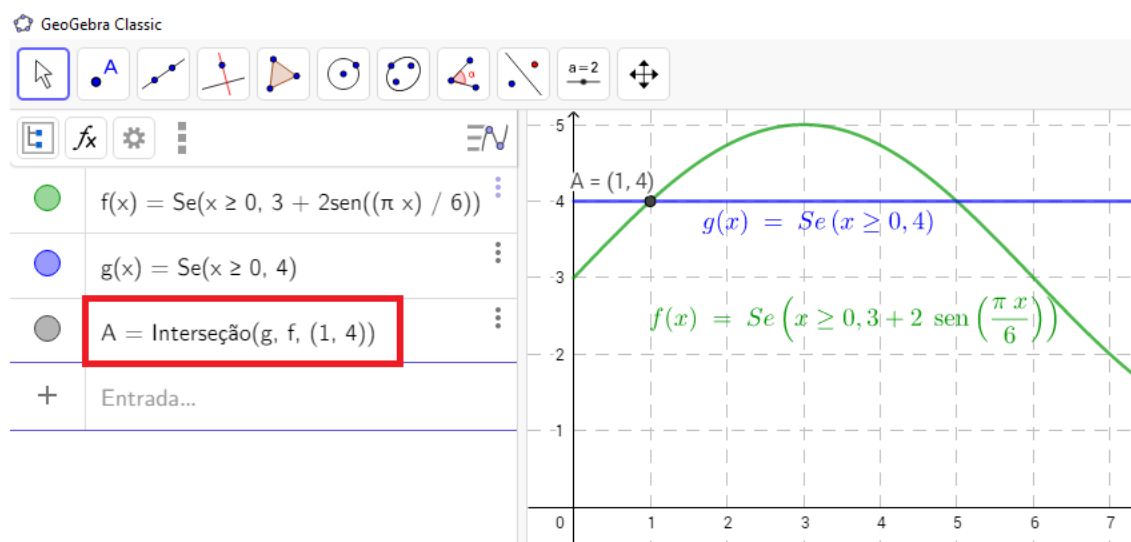 GeoGebra Classic
A
α
a=2
fx
f(x) = Se(x ≥ 0, 3 + 2sen((π x) / 6))
g(x) = Se(x ≥ 0, 4)
A = Interseção(g, f, (1, 4))
+ Entrada...
5
A = (1, 4)
4
g(x) = Se (x ≥ 0, 4)
3
f(x) = Se (x ≥ 0, 3 + 2 sen (π x / 6))
2
1
0 1 2 3 4 5 6 7